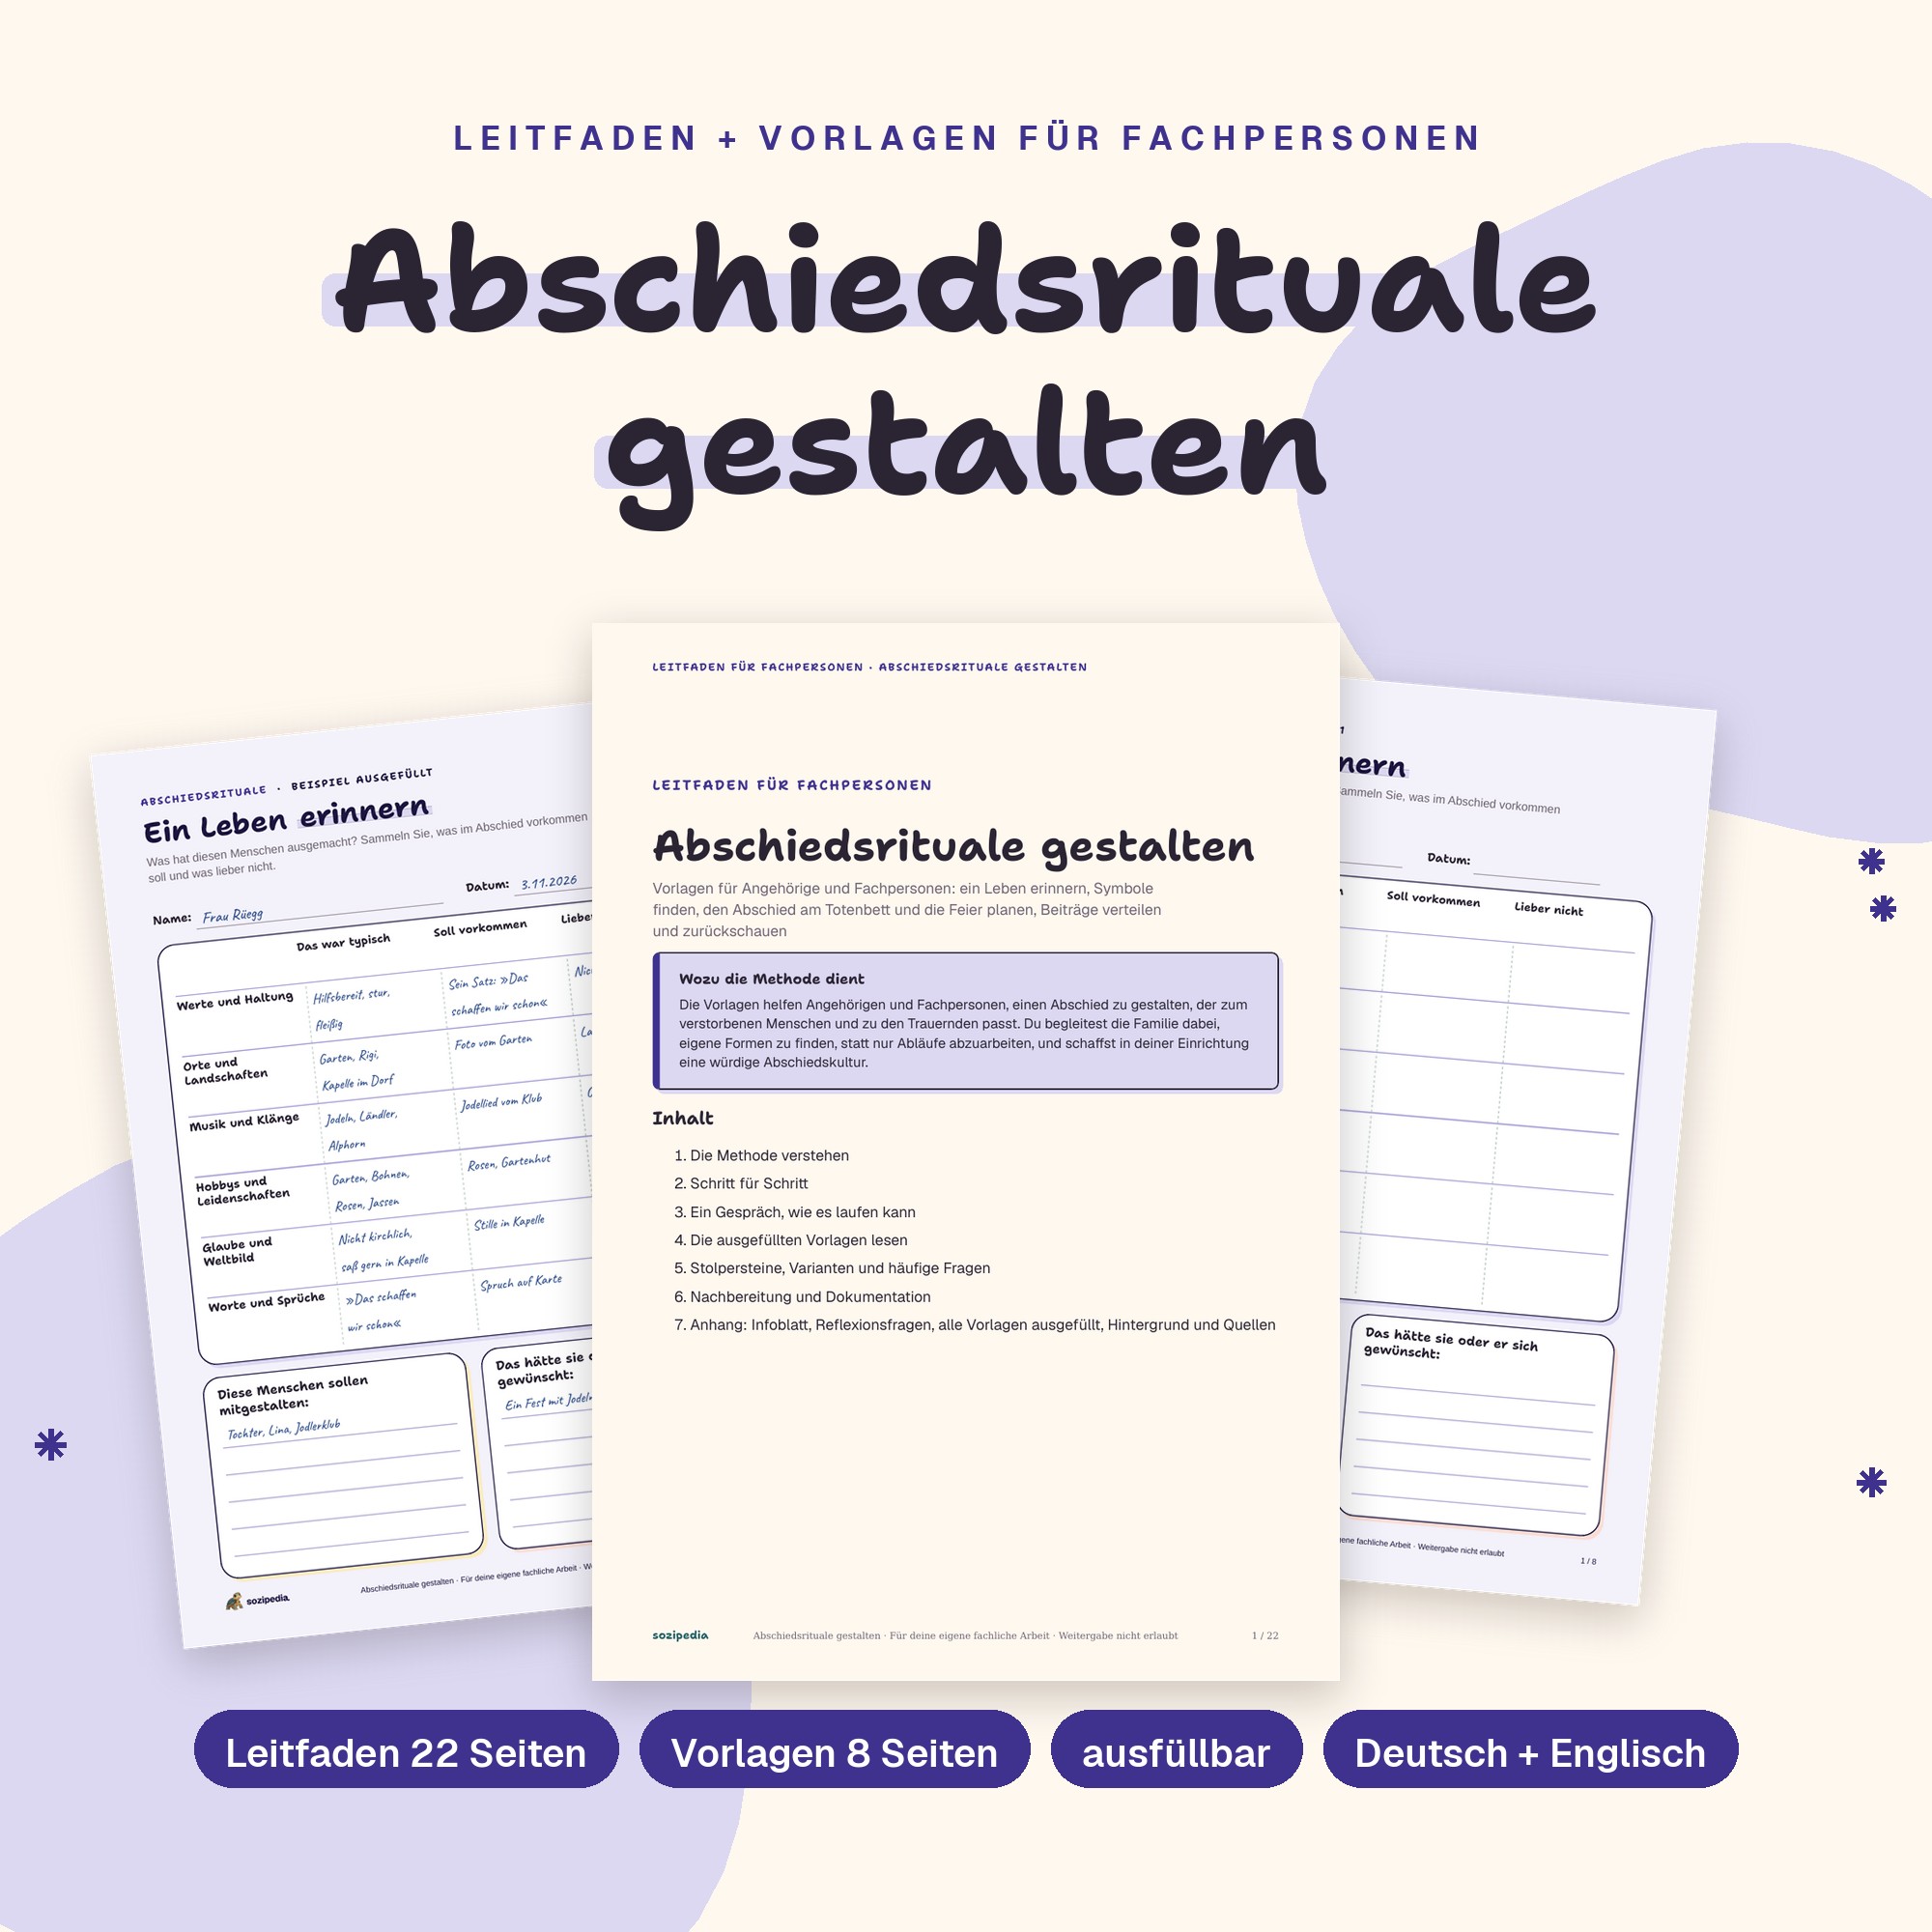 LEITFADEN + VORLAGEN FÜR FACHPERSONEN
Abschiedsrituale
gestalten
ABSCHIEDSRITUALE · BEISPIEL AUSGEFÜLLT
Ein Leben erinnern
Was hat diesen Menschen ausgemacht? Sammeln Sie, was im Abschied vorkommen
soll und was lieber nicht.
Name: Frau Rüegg
Datum: 3.11.2026
Das war typisch
Soll vorkommen
Werte und Haltung
Hilfsbereit, stur,
fleißig
Sein Satz: »Das
schaffen wir schon«
Orte und
Landschaften
Garten, Rigi,
Kapelle im Dorf
Foto vom Garten
Musik und Klänge
Jodeln, Ländler,
Alphorn
Jodellied vom Klub
Hobbys und
Leidenschaften
Garten, Bohnen,
Rosen, Jassen
Rosen, Gartenhut
Glaube und
Weltbild
Nicht kirchlich,
saß gern in Kapelle
Stille in Kapelle
Worte und Sprüche
»Das schaffen
wir schon«
Spruch auf Karte
Diese Menschen sollen
mitgestalten:
Tochter, Lina, Jodlerklub
Das hätte sie
gewünscht:
Ein Fest mit
sozipedia
Abschiedsrituale gestalten · Für deine eigene fachliche Arbeit ·
LEITFADEN FÜR FACHPERSONEN · ABSCHIEDSRITUALE GESTALTEN
LEITFADEN FÜR FACHPERSONEN
Abschiedsrituale gestalten
Vorlagen für Angehörige und Fachpersonen: ein Leben erinnern, Symbole
finden, den Abschied am Totenbett und die Feier planen, Beiträge verteilen
und zurückschauen
Wozu die Methode dient
Die Vorlagen helfen Angehörigen und Fachpersonen, einen Abschied zu gestalten, der zum
verstorbenen Menschen und zu den Trauernden passt. Du begleitest die Familie dabei,
eigene Formen zu finden, statt nur Abläufe abzuarbeiten, und schaffst in deiner Einrichtung
eine würdige Abschiedskultur.
Inhalt
1. Die Methode verstehen
2. Schritt für Schritt
3. Ein Gespräch, wie es laufen kann
4. Die ausgefüllten Vorlagen lesen
5. Stolpersteine, Varianten und häufige Fragen
6. Nachbereitung und Dokumentation
7. Anhang: Infoblatt, Reflexionsfragen, alle Vorlagen ausgefüllt, Hintergrund und Quellen
sozipedia
Abschiedsrituale gestalten · Für deine eigene fachliche Arbeit · Weitergabe nicht erlaubt
1 / 22
nern
ammeln Sie, was im Abschied vorkommen
Datum:
Soll vorkommen
Lieber nicht
Das hätte sie oder er sich
gewünscht:
fachliche Arbeit · Weitergabe nicht erlaubt
1 / 8
Leitfaden 22 Seiten
Vorlagen 8 Seiten
ausfüllbar
Deutsch + Englisch